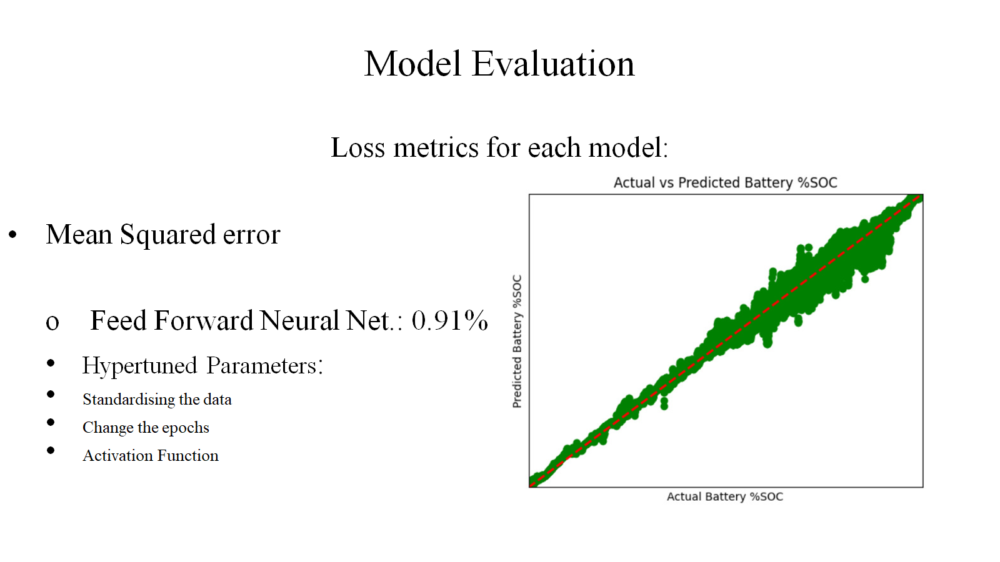 Model Evaluation
Loss metrics for each model:
• Mean Squared error
o Feed Forward Neural Net.: 0.91%
• Hypertuned Parameters:
• Standardising the data
• Change the epochs
• Activation Function
Actual vs Predicted Battery %SOC
Predicted Battery %SOC
Actual Battery %SOC